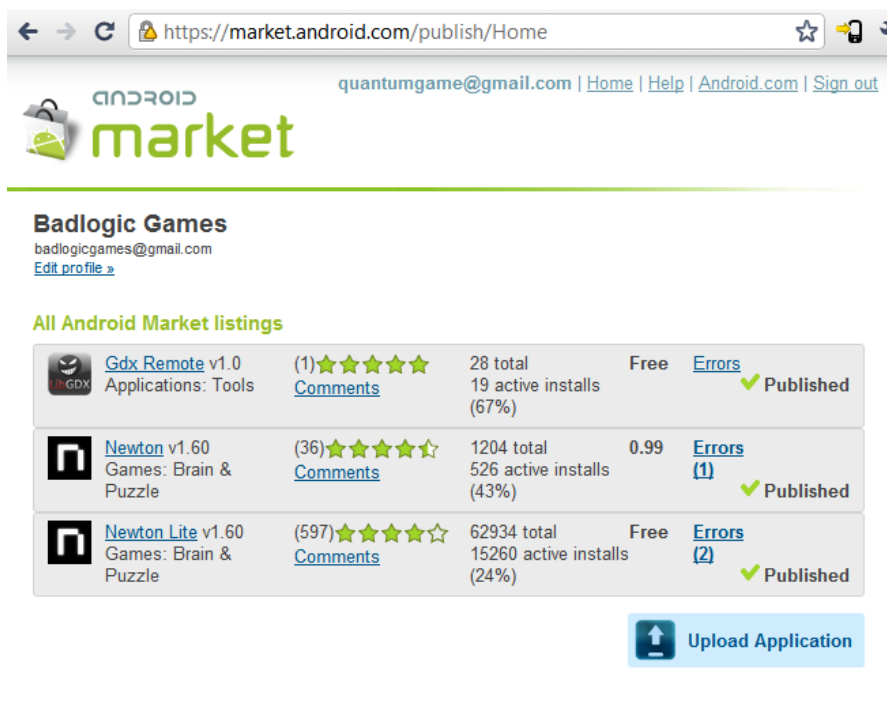 https://market.android.com/publish/Home
quantumgame@gmail.com | Home | Help | Android.com | Sign out
android
market
Badlogic Games
badlogicgames@gmail.com
Edit profile »
All Android Market listings
libGDX
Gdx Remote v1.0
Applications: Tools
(1)
Comments
28 total
19 active installs
(67%)
Free
Errors
Published
n
Newton v1.60
Games: Brain &
Puzzle
(36)
Comments
1204 total
526 active installs
(43%)
0.99
Errors
(1)
Published
n
Newton Lite v1.60
Games: Brain &
Puzzle
(597)
Comments
62934 total
15260 active installs
(24%)
Free
Errors
(2)
Published
Upload Application